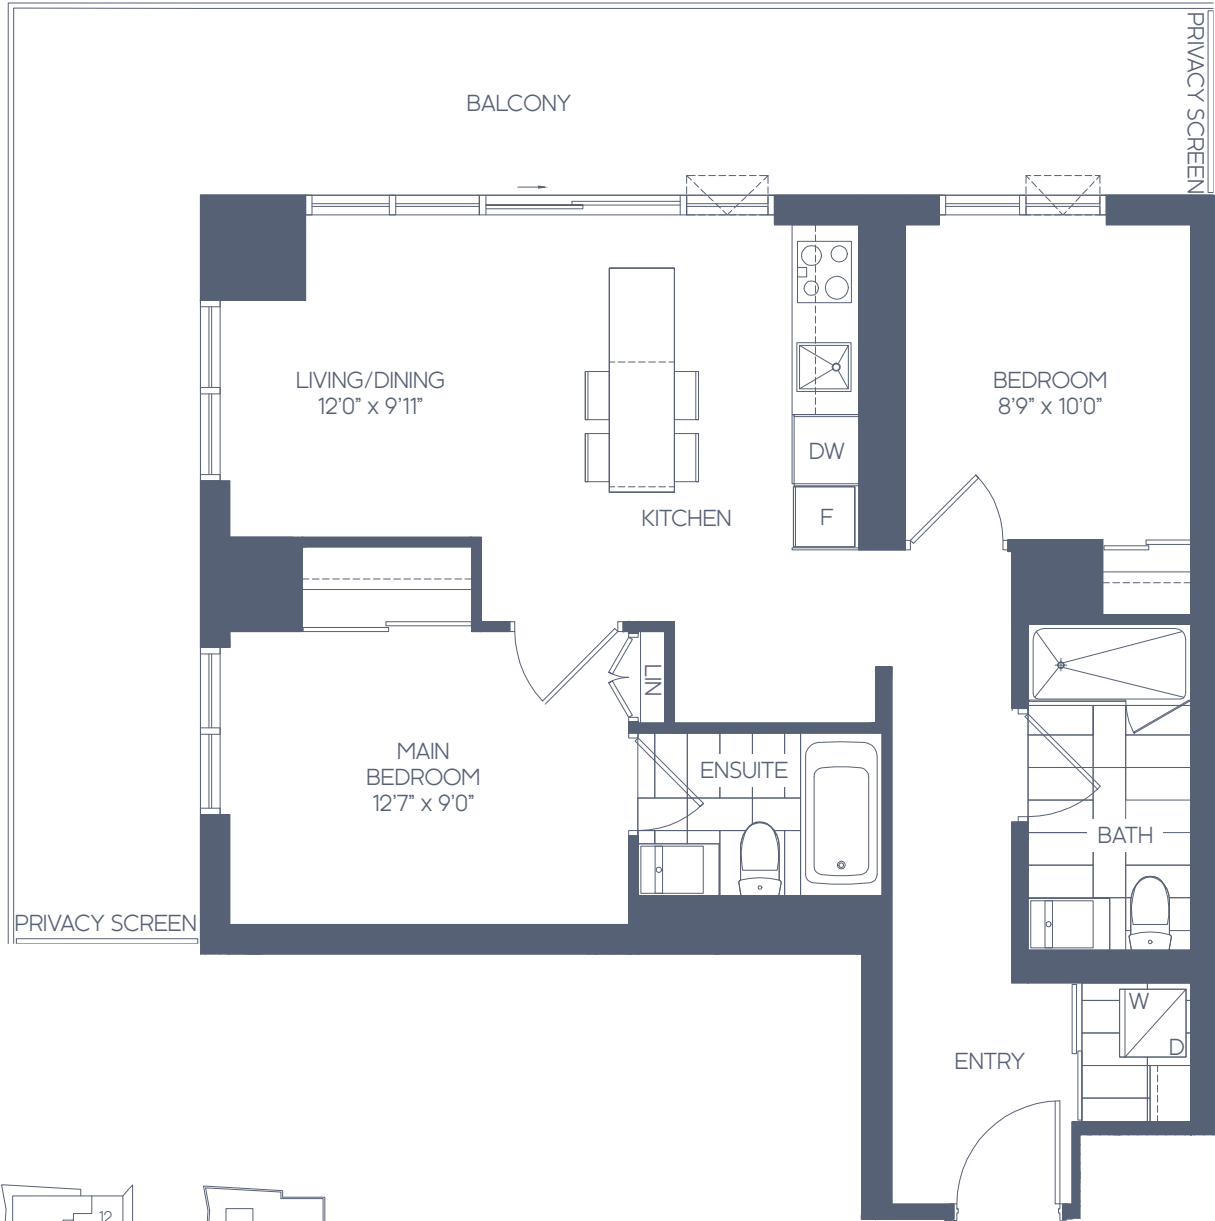 PRIVACY SCREEN
BALCONY
LIVING/DINING
12'0" x 9'11"
BEDROOM
8'9" x 10'0"
DW
F
KITCHEN
LIN
MAIN
BEDROOM
12'7" x 9'0"
ENSUITE
BATH
PRIVACY SCREEN
W
D
ENTRY
12